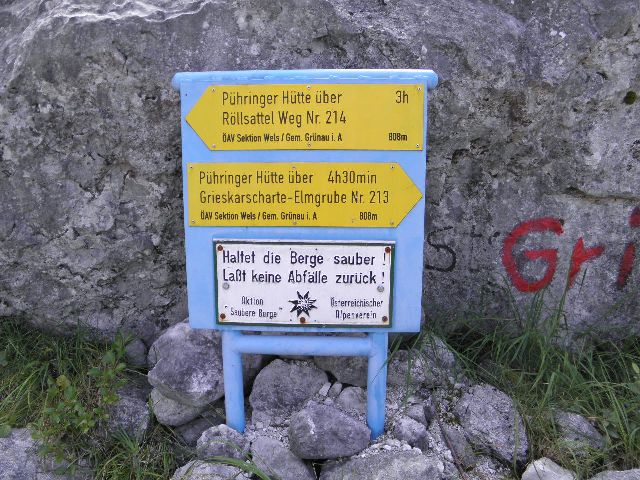 Pühringer Hütte über 3h
Röllsattel Weg Nr. 214
ÖAV Sektion Wels / Gem. Grünau i. A 808m
Pühringer Hütte über 4h30min
Grieskarscharte-Elmgrube Nr. 213
ÖAV Sektion Wels / Gem. Grünau i. A 808m
Haltet die Berge sauber !
Laßt keine Abfälle zurück !
Aktion Österreichischer
Saubere Berge Alpenverein
Gri